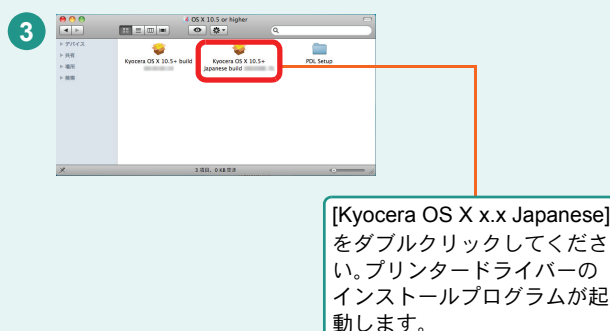 3
OS X 10.5 or higher
デバイス
共有
場所
検索
Kyocera OS X 10.5+ build
Kyocera OS X 10.5+
Japanese build
PDL Setup
3 項目、0 KB 空き
[Kyocera OS X x.x Japanese]
をダブルクリックしてくださ
い。プリンタードライバーの
インストールプログラムが起
動します。